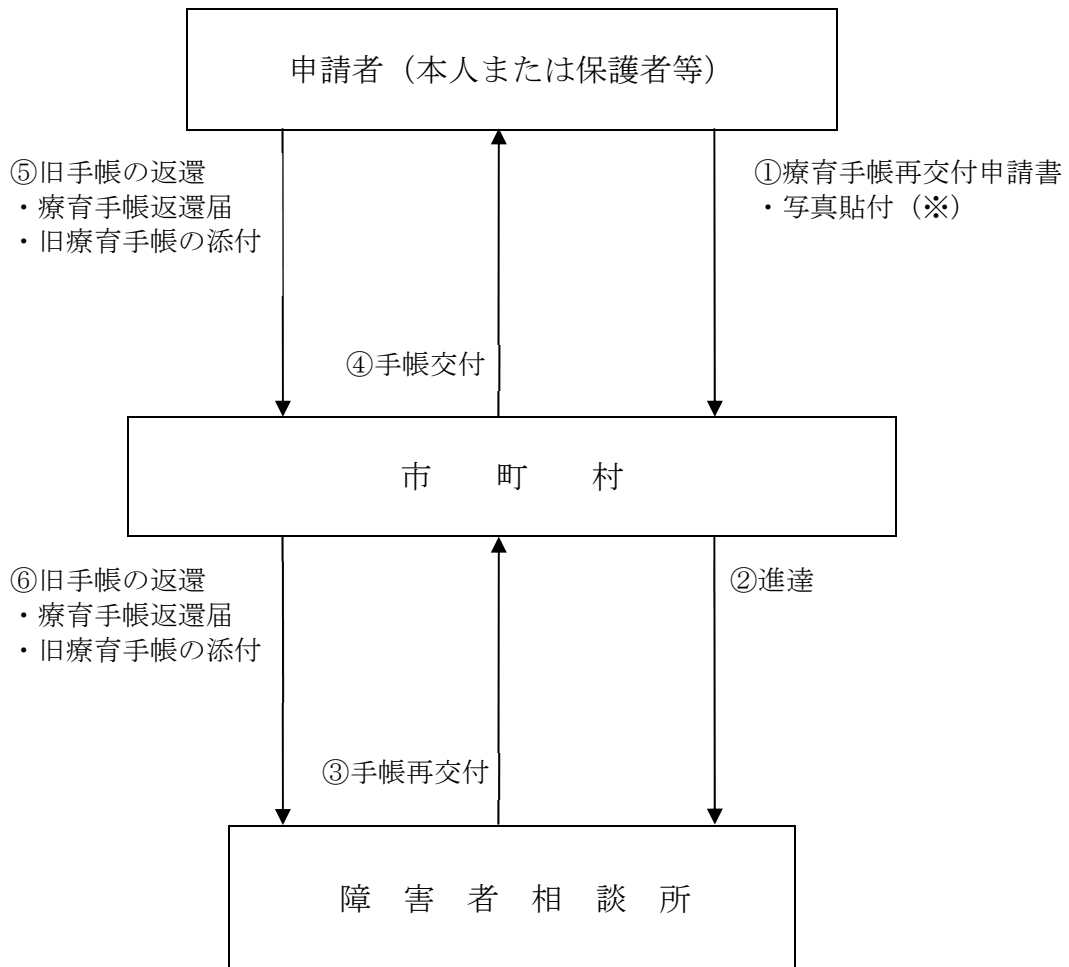 申請者（本人または保護者等）
⑤旧手帳の返還
・療育手帳返還届
・旧療育手帳の添付
①療育手帳再交付申請書
・写真貼付（※）
④手帳交付
市　町　村
⑥旧手帳の返還
・療育手帳返還届
・旧療育手帳の添付
②進達
③手帳再交付
障　害　者　相　談　所